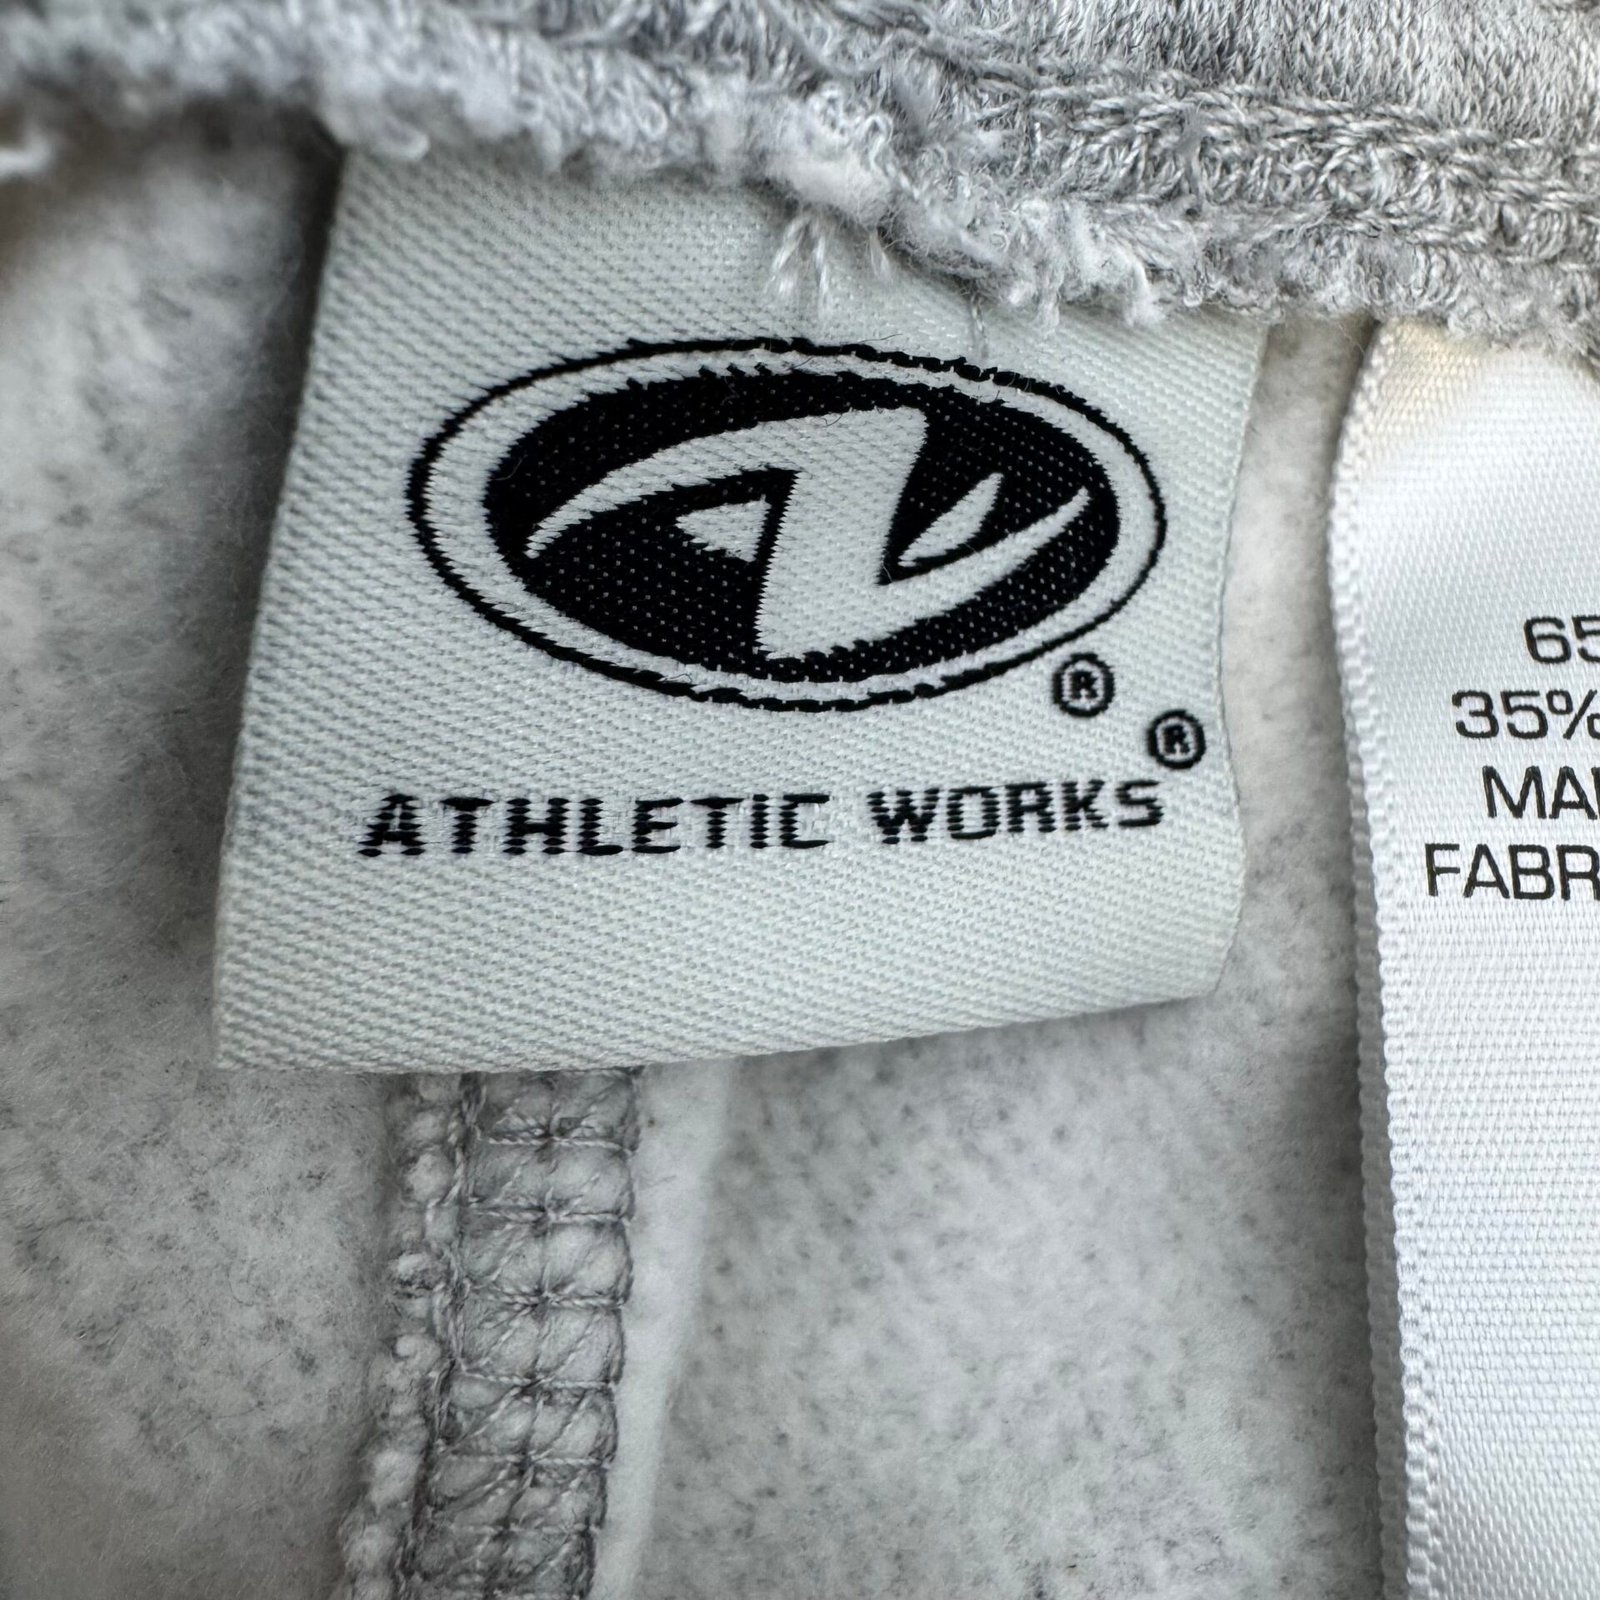 ®
®
ATHLETIC WORKS
65
35%
MA
FABR